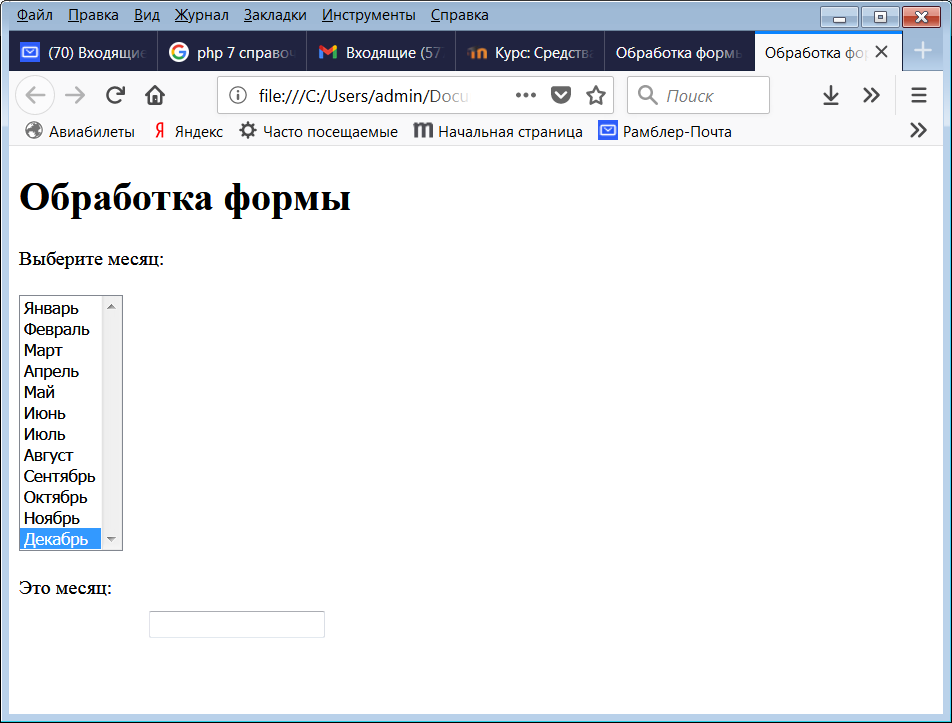 Файл Правка Вид Журнал Закладки Инструменты Справка
(70) Входящие php 7 справоч Входящие (57 Курс: Средства Обработка формы Обработка фор
file:///C:/Users/admin/Docu Поиск
Авиабилеты Яндекс Часто посещаемые Начальная страница Рамблер-Почта
Обработка формы
Выберите месяц:
Январь
Февраль
Март
Апрель
Май
Июнь
Июль
Август
Сентябрь
Октябрь
Ноябрь
Декабрь
Это месяц: